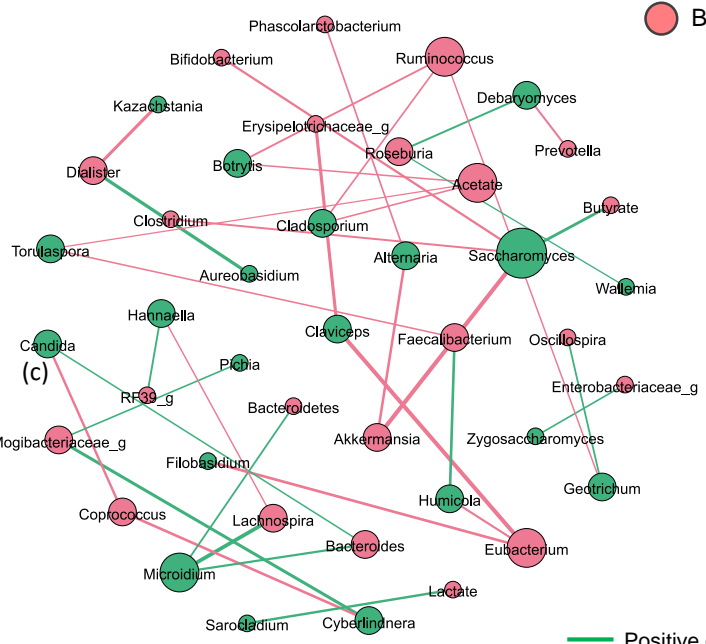 Phascolarctobacterium
B
Bifidobacterium
Ruminococcus
Kazachstania
Debaryomyces
Erysipelotrichaceae_g
Roseburia
Prevotella
Botrytis
Dialister
Acetate
Butyrate
Clostridium
Cladosporium
Torulaspora
Alternaria
Saccharomyces
Aureobasidium
Wallemia
Hannaella
Claviceps
Faecalibacterium
Oscillospira
Candida
(c)
Pichia
Enterobacteriaceae_g
RF39_g
Bacteroidetes
Mogibacteriaceae_g
Akkermansia
Zygosaccharomyces
Filobasidium
Geotrichum
Humicola
Coprococcus
Lachnospira
Bacteroides
Eubacterium
Microidium
Lactate
Sarocladium
Cyberlindnera
Positive